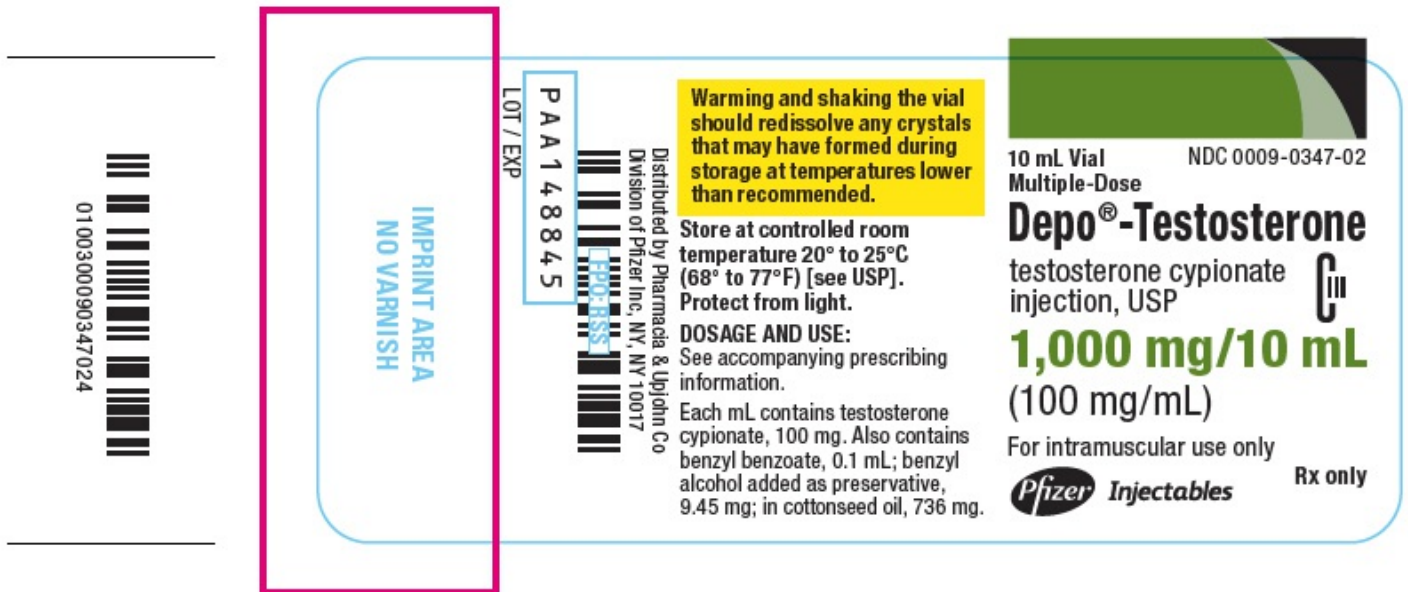 0100300090347024
IMPRINT AREA
NO VARNISH
LOT / EXP
PAA148845
FPO: RSS
Distributed by Pharmacia & Upjohn Co
Division of Pfizer Inc, NY, NY 10017
Warming and shaking the vial
should redissolve any crystals
that may have formed during
storage at temperatures lower
than recommended.
Store at controlled room
temperature 20° to 25°C
(68° to 77°F) [see USP].
Protect from light.
DOSAGE AND USE:
See accompanying prescribing
information.
Each mL contains testosterone
cypionate, 100 mg. Also contains
benzyl benzoate, 0.1 mL; benzyl
alcohol added as preservative,
9.45 mg; in cottonseed oil, 736 mg.
10 mL Vial NDC 0009-0347-02
Multiple-Dose
Depo®-Testosterone
testosterone cypionate
injection, USP CIII
1,000 mg/10 mL
(100 mg/mL)
For intramuscular use only
Pfizer Injectables Rx only